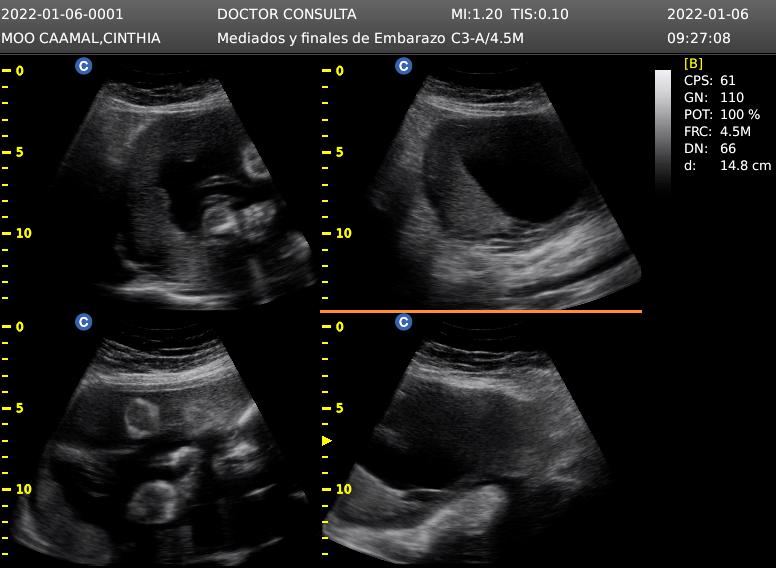 2022-01-06-0001 DOCTOR CONSULTA MI:1.20 TIS:0.10 2022-01-06
MOO CAAMAL,CINTHIA Mediados y finales de Embarazo C3-A/4.5M 09:27:08
C
C
[B]
CPS: 61
GN: 110
POT: 100 %
FRC: 4.5M
DN: 66
d: 14.8 cm
0
0
5
5
10
10
C
C
0
0
5
5
10
10